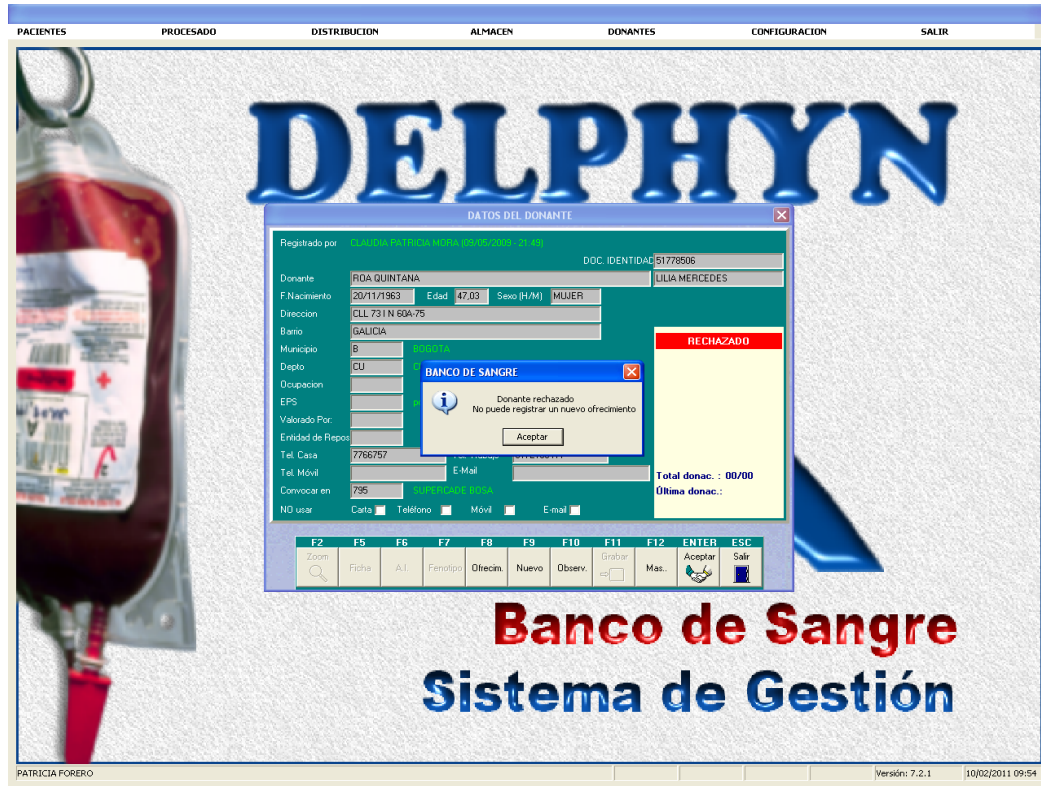 PACIENTES PROCESADO DISTRIBUCION ALMACEN DONANTES CONFIGURACION SALIR
DELPHYN
DATOS DEL DONANTE
Registrado por CLAUDIA PATRICIA MORA (09/05/2009 - 21:49)
DOC. IDENTIDAD 51778506
Donante ROA QUINTANA LILIA MERCEDES
F.Nacimiento 20/11/1963 Edad 47,03 Sexo (H/M) MUJER
Direccion CLL 73 I N 60A-75
Barrio GALICIA
RECHAZADO
Municipio B BOGOTA
Depto CU
BANCO DE SANGRE
Ocupacion
EPS
Donante rechazado
No puede registrar un nuevo ofrecimiento
Valorado Por:
Aceptar
Entidad de Repos
Tel. Casa 7766757
Tel. Móvil E-Mail
Total donac. : 00/00
Convocar en 795 SUPERCADE BOSA
Última donac.:
NO usar Carta Teléfono Móvil E-mail
F2 F5 F6 F7 F8 F9 F10 F11 F12 ENTER ESC
Zoom Ficha A.I. Fenotipo Ofrecim. Nuevo Observ. Grabar Mas.. Aceptar Salir
Banco de Sangre
Sistema de Gestión
PATRICIA FORERO Versión: 7.2.1 10/02/2011 09:54